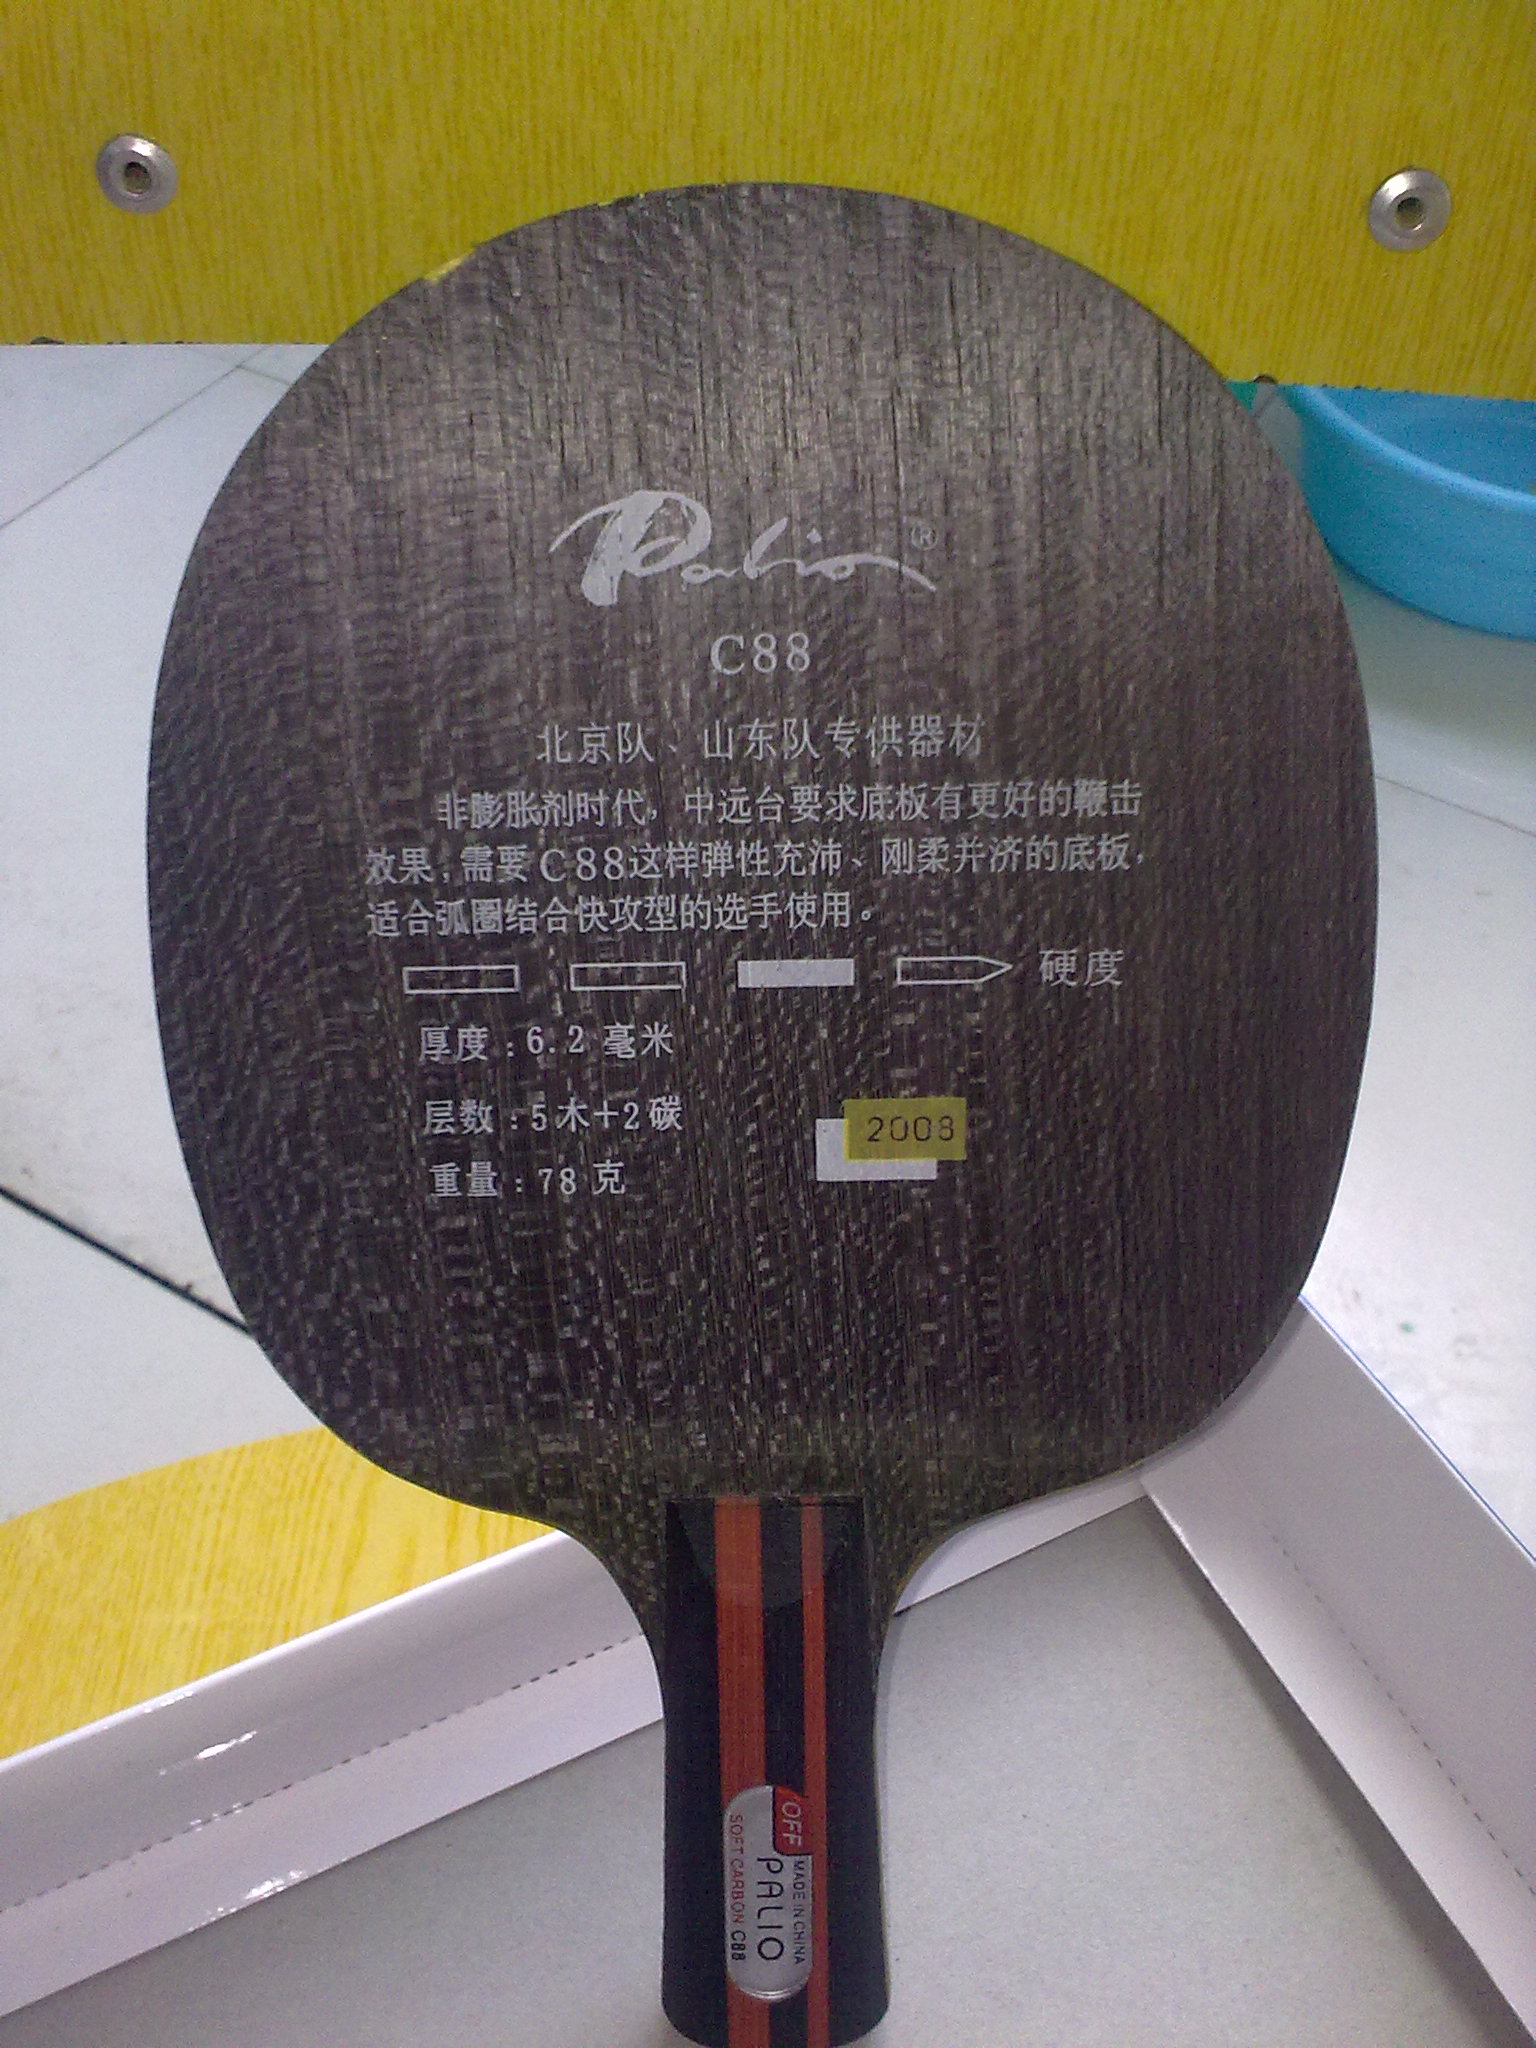 Palio®
C88
北京队、山东队专供器材
非膨胀剂时代，中远台要求底板有更好的鞭击
效果，需要C88这样弹性充沛、刚柔并济的底板，
适合弧圈结合快攻型的选手使用。
硬度
厚度：6.2 毫米
层数：5木+2碳
重量：78 克
2008
OFF
MADE IN CHINA
PALIO
SOFT CARBON C88